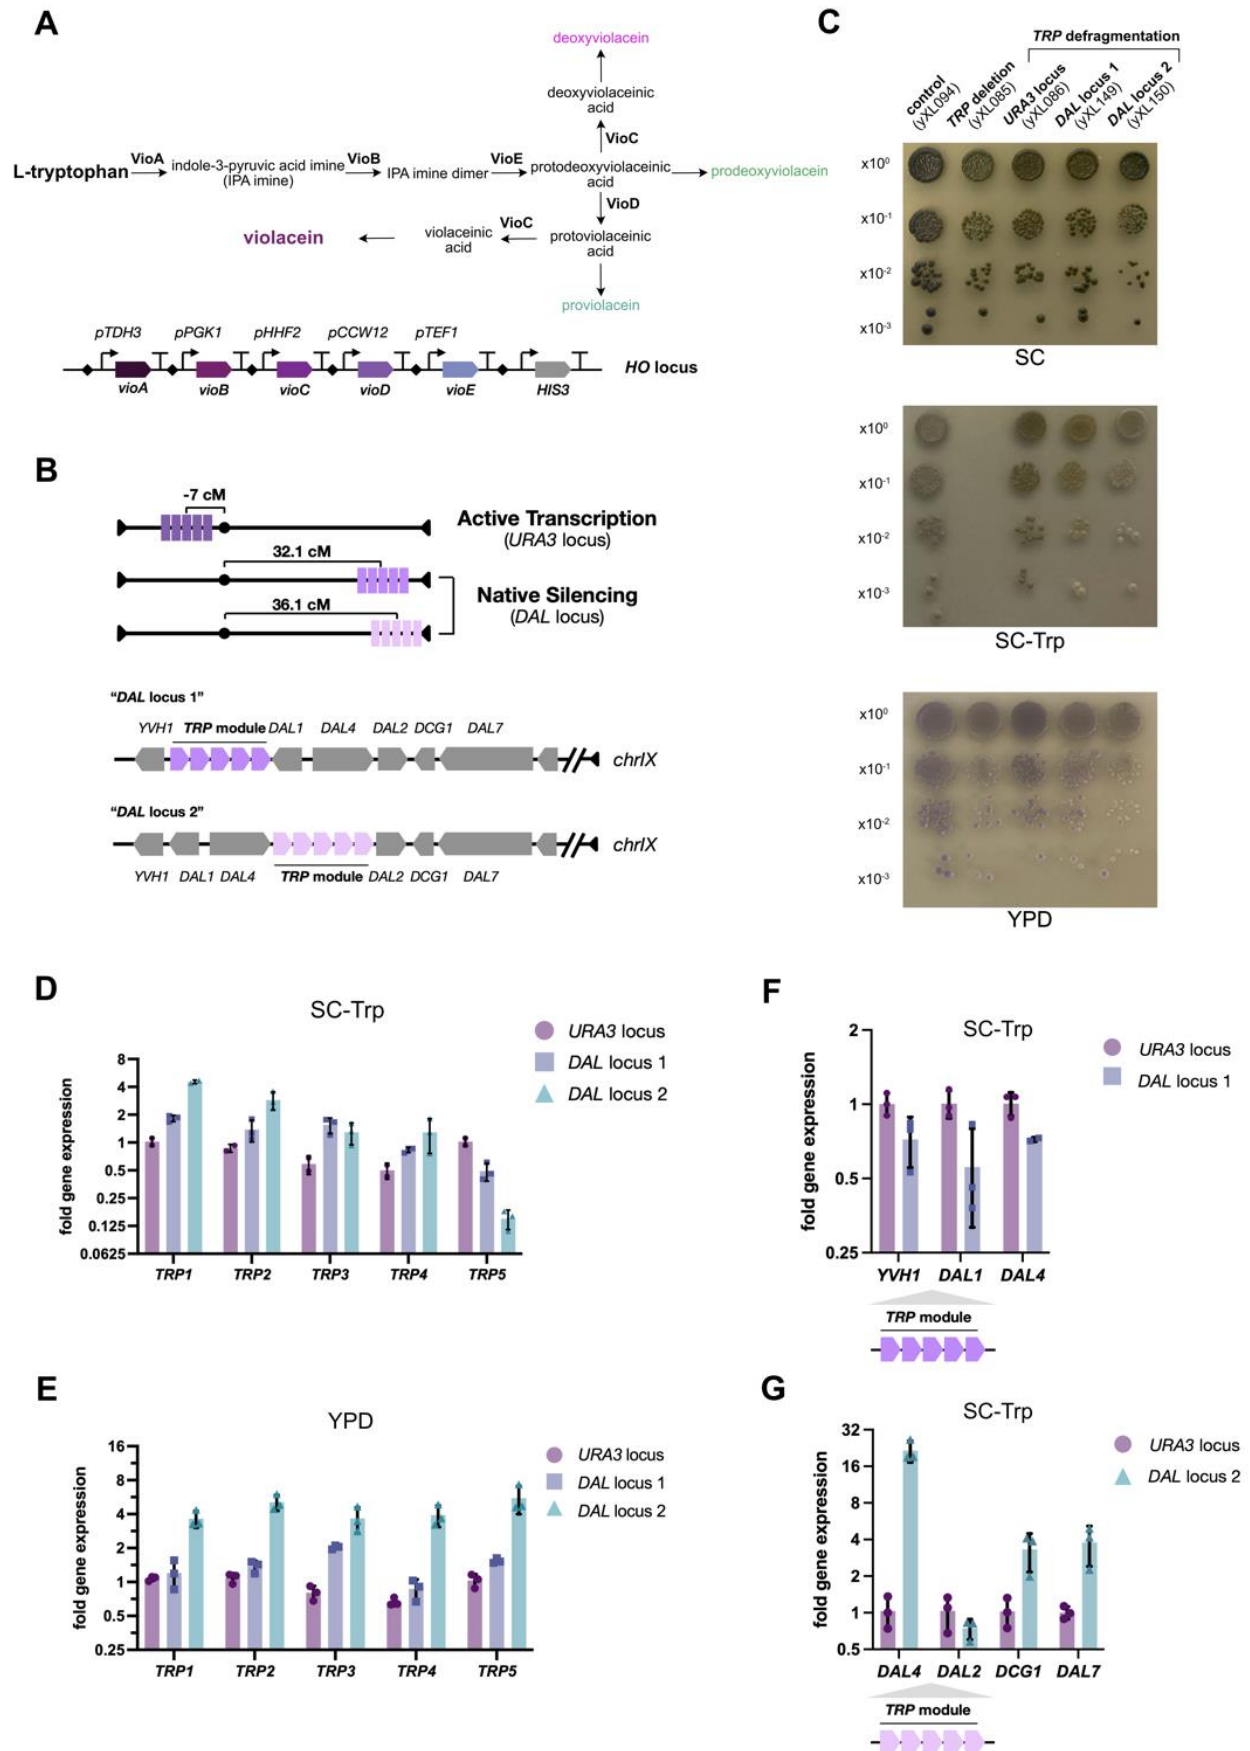 A
deoxyviolacein
deoxyviolaceinic
acid
VioC
L-tryptophan
VioA
indole-3-pyruvic acid imine
(IPA imine)
VioB
IPA imine dimer
VioE
protodeoxyviolaceinic
acid
prodeoxyviolacein
VioD
violacein
violaceinic
acid
VioC
protoviolaceinic
acid
proviolacein
pTDH3 pPGK1 pHHF2 pCCW12 pTEF1
HO locus
vioA vioB vioC vioD vioE HIS3
B
-7 cM
Active Transcription
(URA3 locus)
32.1 cM
Native Silencing
(DAL locus)
36.1 cM
"DAL locus 1"
YVH1 TRP module DAL1 DAL4 DAL2 DCG1 DAL7
chrIX
"DAL locus 2"
chrIX
YVH1 DAL1 DAL4 TRP module DAL2 DCG1 DAL7
C
TRP defragmentation
control
(yXL094)
TRP deletion
(yXL085)
URA3 locus
(yXL086)
DAL locus 1
(yXL149)
DAL locus 2
(yXL150)
x10⁰
x10⁻¹
x10⁻²
x10⁻³
SC
x10⁰
x10⁻¹
x10⁻²
x10⁻³
SC-Trp
x10⁰
x10⁻¹
x10⁻²
x10⁻³
YPD
D
SC-Trp
URA3 locus
DAL locus 1
DAL locus 2
fold gene expression
8
4
2
1
0.5
0.25
0.125
0.0625
TRP1 TRP2 TRP3 TRP4 TRP5
E
YPD
URA3 locus
DAL locus 1
DAL locus 2
fold gene expression
16
8
4
2
1
0.5
0.25
TRP1 TRP2 TRP3 TRP4 TRP5
F
SC-Trp
URA3 locus
DAL locus 1
fold gene expression
2
1
0.5
0.25
YVH1 DAL1 DAL4
TRP module
G
SC-Trp
URA3 locus
DAL locus 2
fold gene expression
32
16
8
4
2
1
0.5
DAL4 DAL2 DCG1 DAL7
TRP module